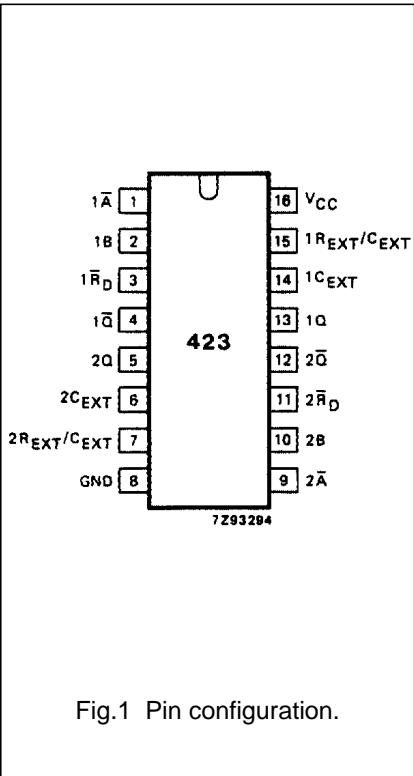 1A̅ 1 16 VCC
1B 2 15 1REXT/CEXT
1R̅D 3 14 1CEXT
1Q̅ 4 13 1Q
423
2Q 5 12 2Q̅
2CEXT 6 11 2R̅D
2REXT/CEXT 7 10 2B
GND 8 9 2A̅
7Z93294
Fig.1 Pin configuration.